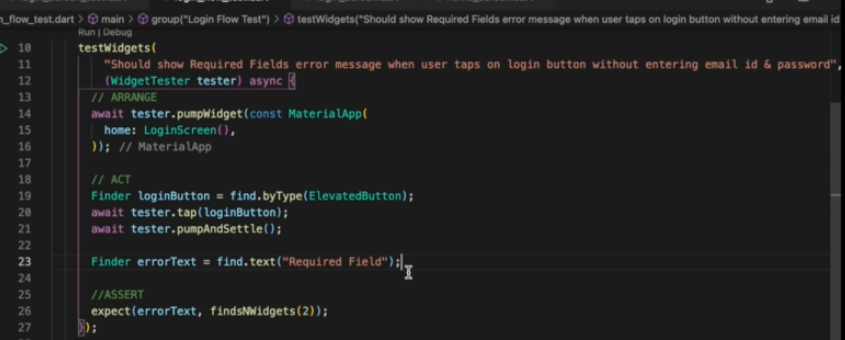 n_flow_test.dart > main > group("Login Flow Test") > testWidgets("Should show Required Fields error message when user taps on login button without entering email id
Run | Debug
10 testWidgets(
11 "Should show Required Fields error message when user taps on login button without entering email id & password",
12 (WidgetTester tester) async {
13 // ARRANGE
14 await tester.pumpWidget(const MaterialApp(
15 home: LoginScreen(),
16 )); // MaterialApp
17
18 // ACT
19 Finder loginButton = find.byType(ElevatedButton);
20 await tester.tap(loginButton);
21 await tester.pumpAndSettle();
22
23 Finder errorText = find.text("Required Field");
24
25 //ASSERT
26 expect(errorText, findsNWidgets(2));
27 });